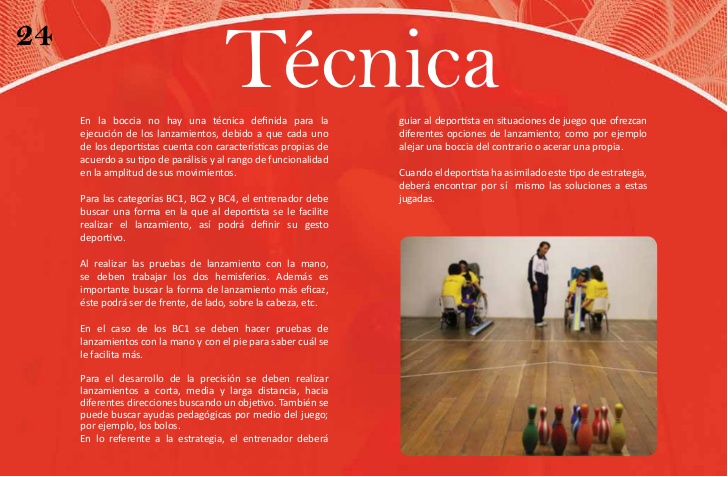 24
Técnica
En la boccia no hay una técnica definida para la
ejecución de los lanzamientos, debido a que cada uno
de los deportistas cuenta con características propias de
acuerdo a su tipo de parálisis y al rango de funcionalidad
en la amplitud de sus movimientos.
Para las categorías BC1, BC2 y BC4, el entrenador debe
buscar una forma en la que al deportista se le facilite
realizar el lanzamiento, así podrá definir su gesto
deportivo.
Al realizar las pruebas de lanzamiento con la mano,
se deben trabajar los dos hemisferios. Además es
importante buscar la forma de lanzamiento más eficaz,
éste podrá ser de frente, de lado, sobre la cabeza, etc.
En el caso de los BC1 se deben hacer pruebas de
lanzamientos con la mano y con el pie para saber cuál se
le facilita más.
Para el desarrollo de la precisión se deben realizar
lanzamientos a corta, media y larga distancia, hacia
diferentes direcciones buscando un objetivo. También se
puede buscar ayudas pedagógicas por medio del juego;
por ejemplo, los bolos.
En lo referente a la estrategia, el entrenador deberá
guiar al deportista en situaciones de juego que ofrezcan
diferentes opciones de lanzamiento; como por ejemplo
alejar una boccia del contrario o acerar una propia.
Cuando el deportista ha asimilado este tipo de estrategia,
deberá encontrar por sí mismo las soluciones a estas
jugadas.